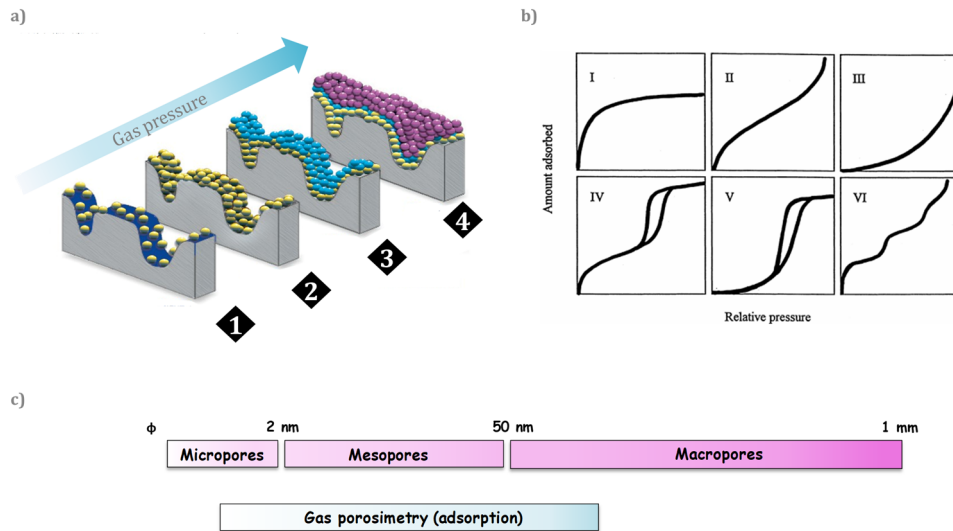 a)
Gas pressure
1
2
3
4
b)
I
II
III
IV
V
VI
Amount adsorbed
Relative pressure
c)
ϕ 2 nm 50 nm 1 mm
Micropores Mesopores Macropores
Gas porosimetry (adsorption)